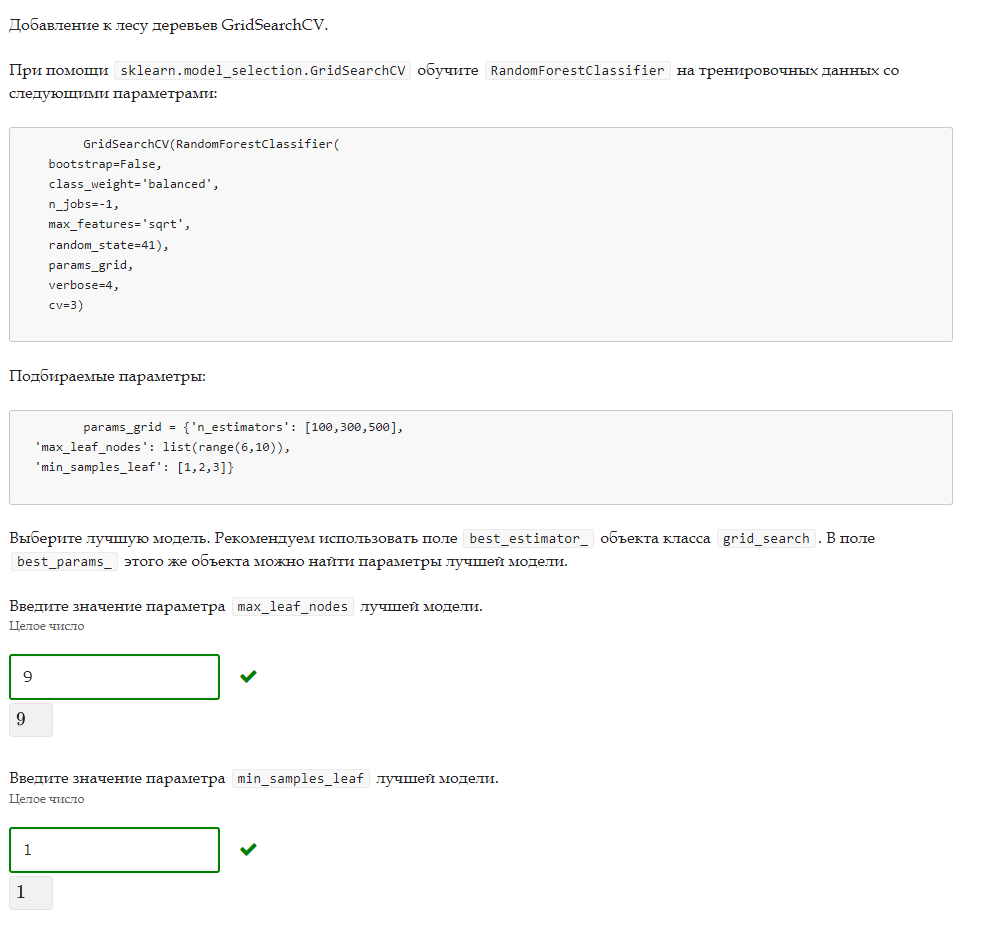 Добавление к лесу деревьев GridSearchCV.
При помощи sklearn.model_selection.GridSearchCV обучите RandomForestClassifier на тренировочных данных со
следующими параметрами:
GridSearchCV(RandomForestClassifier(
bootstrap=False,
class_weight='balanced',
n_jobs=-1,
max_features='sqrt',
random_state=41),
params_grid,
verbose=4,
cv=3)
Подбираемые параметры:
params_grid = {'n_estimators': [100,300,500],
'max_leaf_nodes': list(range(6,10)),
'min_samples_leaf': [1,2,3]}
Выберите лучшую модель. Рекомендуем использовать поле best_estimator_ объекта класса grid_search. В поле
best_params_ этого же объекта можно найти параметры лучшей модели.
Введите значение параметра max_leaf_nodes лучшей модели.
Целое число
9
9
Введите значение параметра min_samples_leaf лучшей модели.
Целое число
1
1